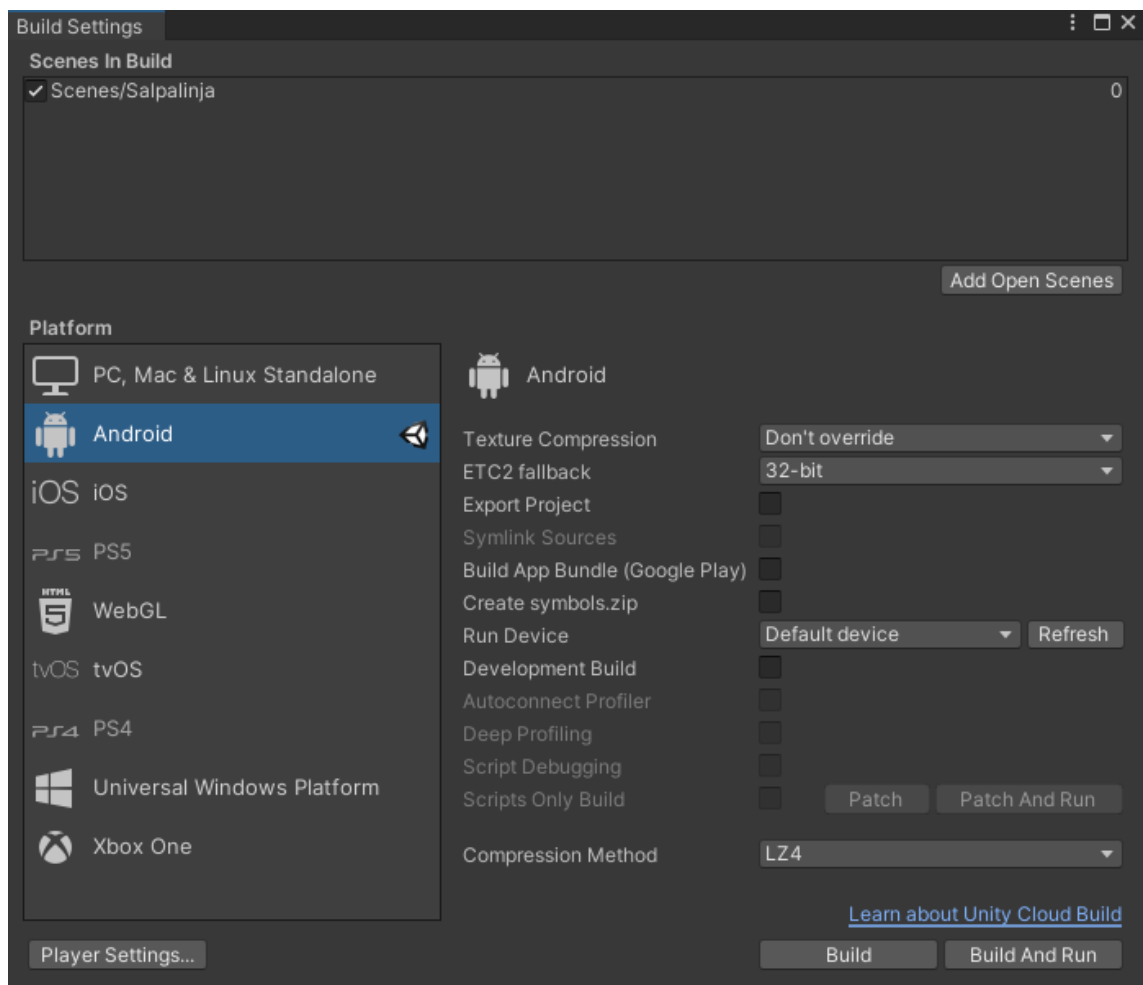 Build Settings
Scenes In Build
Scenes/Salpalinja 0
Add Open Scenes
Platform
PC, Mac & Linux Standalone
Android
iOS iOS
PS5 PS5
HTML
5 WebGL
tvOS tvOS
PS4 PS4
Universal Windows Platform
Xbox One
Android
Texture Compression Don't override
ETC2 fallback 32-bit
Export Project
Symlink Sources
Build App Bundle (Google Play)
Create symbols.zip
Run Device Default device Refresh
Development Build
Autoconnect Profiler
Deep Profiling
Script Debugging
Scripts Only Build Patch Patch And Run
Compression Method LZ4
Learn about Unity Cloud Build
Player Settings... Build Build And Run